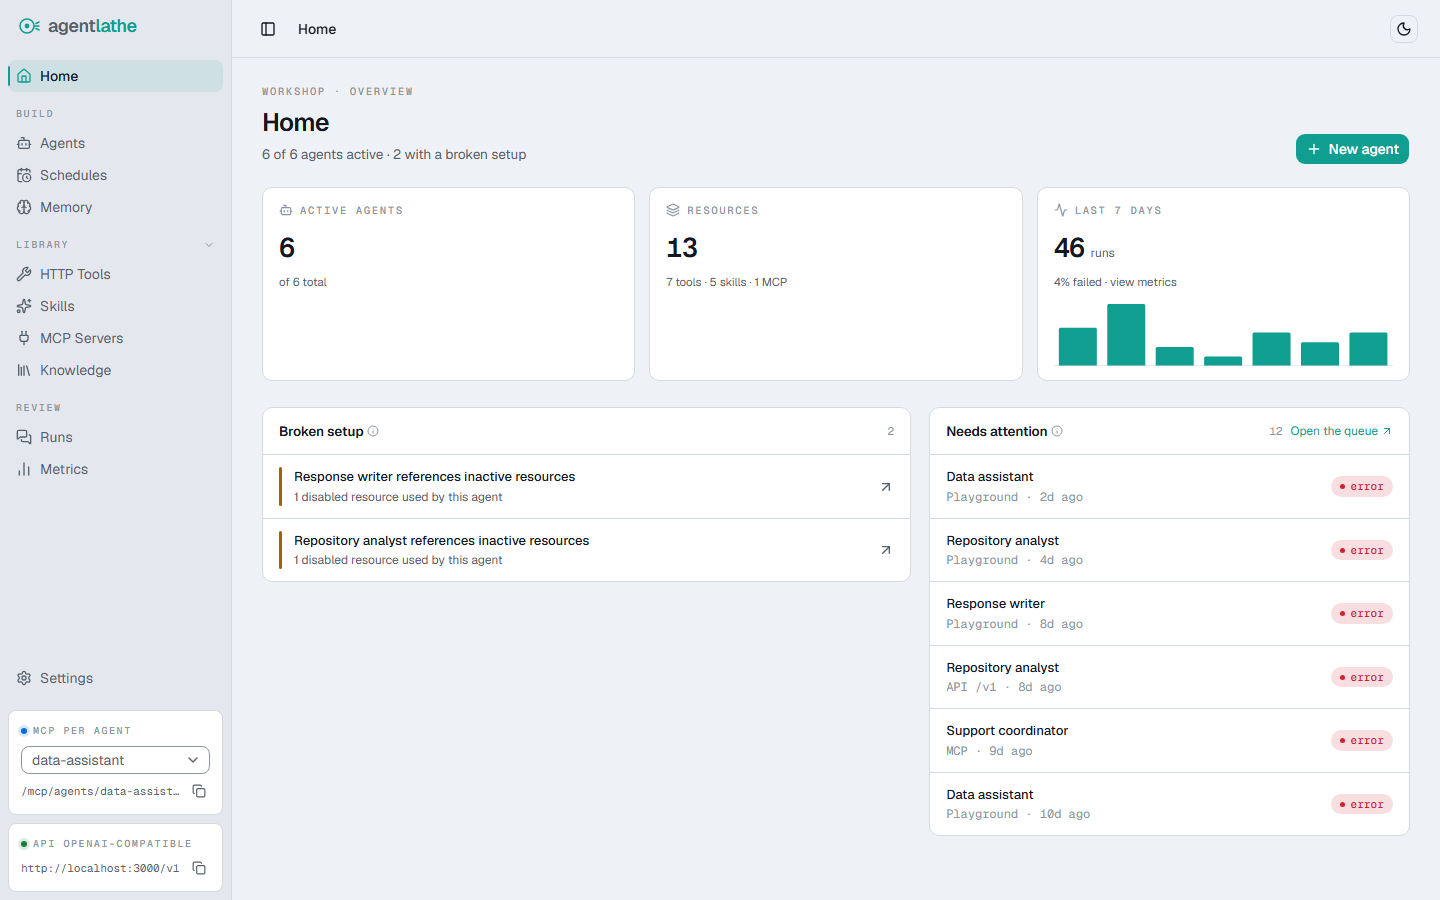 agentlathe
Home
BUILD
Agents
Schedules
Memory
LIBRARY
HTTP Tools
Skills
MCP Servers
Knowledge
REVIEW
Runs
Metrics
Settings
MCP PER AGENT
data-assistant
/mcp/agents/data-assist…
API OPENAI-COMPATIBLE
http://localhost:3000/v1
Home
WORKSHOP · OVERVIEW
Home
6 of 6 agents active · 2 with a broken setup
New agent
ACTIVE AGENTS
6
of 6 total
RESOURCES
13
7 tools · 5 skills · 1 MCP
LAST 7 DAYS
46 runs
4% failed · view metrics
Broken setup 2
Response writer references inactive resources
1 disabled resource used by this agent
Repository analyst references inactive resources
1 disabled resource used by this agent
Needs attention 12 Open the queue
Data assistant
Playground · 2d ago
error
Repository analyst
Playground · 4d ago
error
Response writer
Playground · 8d ago
error
Repository analyst
API /v1 · 8d ago
error
Support coordinator
MCP · 9d ago
error
Data assistant
Playground · 10d ago
error